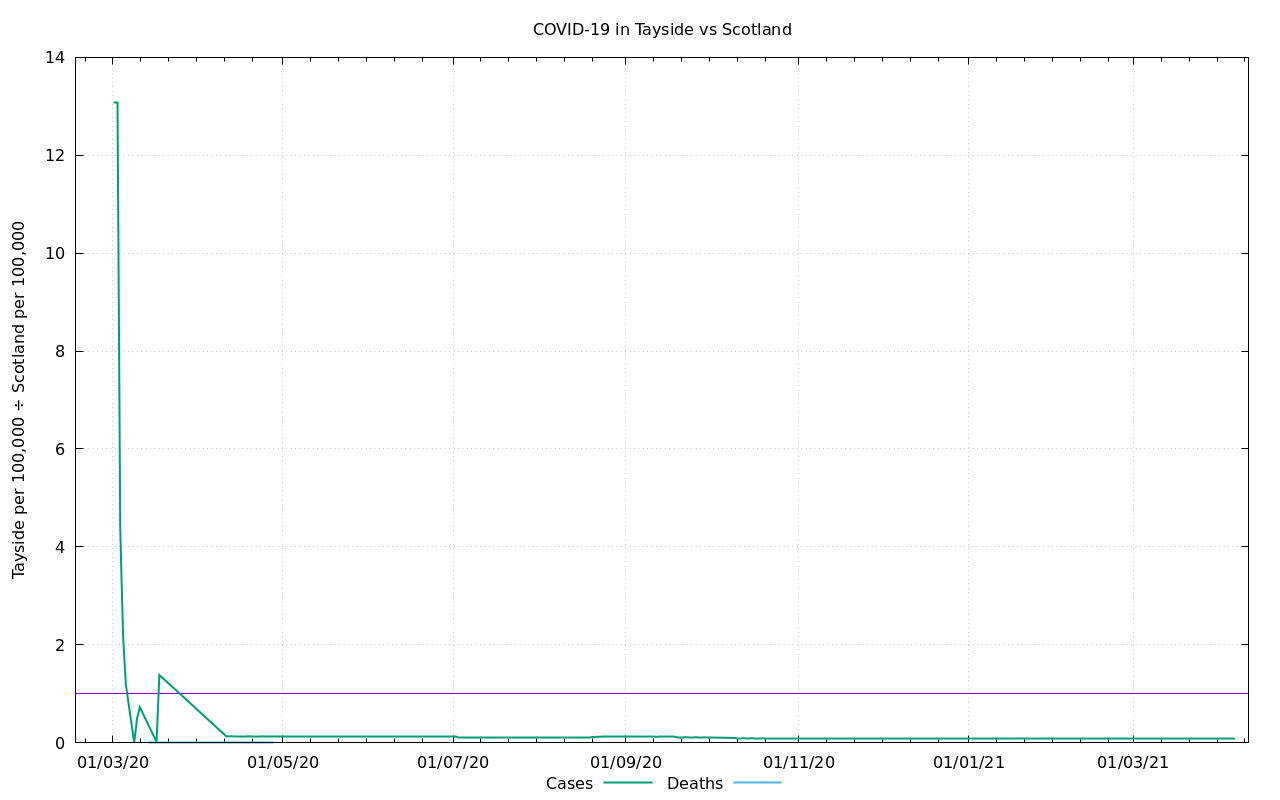 COVID-19 in Tayside vs Scotland
Tayside per 100,000 ÷ Scotland per 100,000
14
12
10
8
6
4
2
0
01/03/20 01/05/20 01/07/20 01/09/20 01/11/20 01/01/21 01/03/21
Cases Deaths